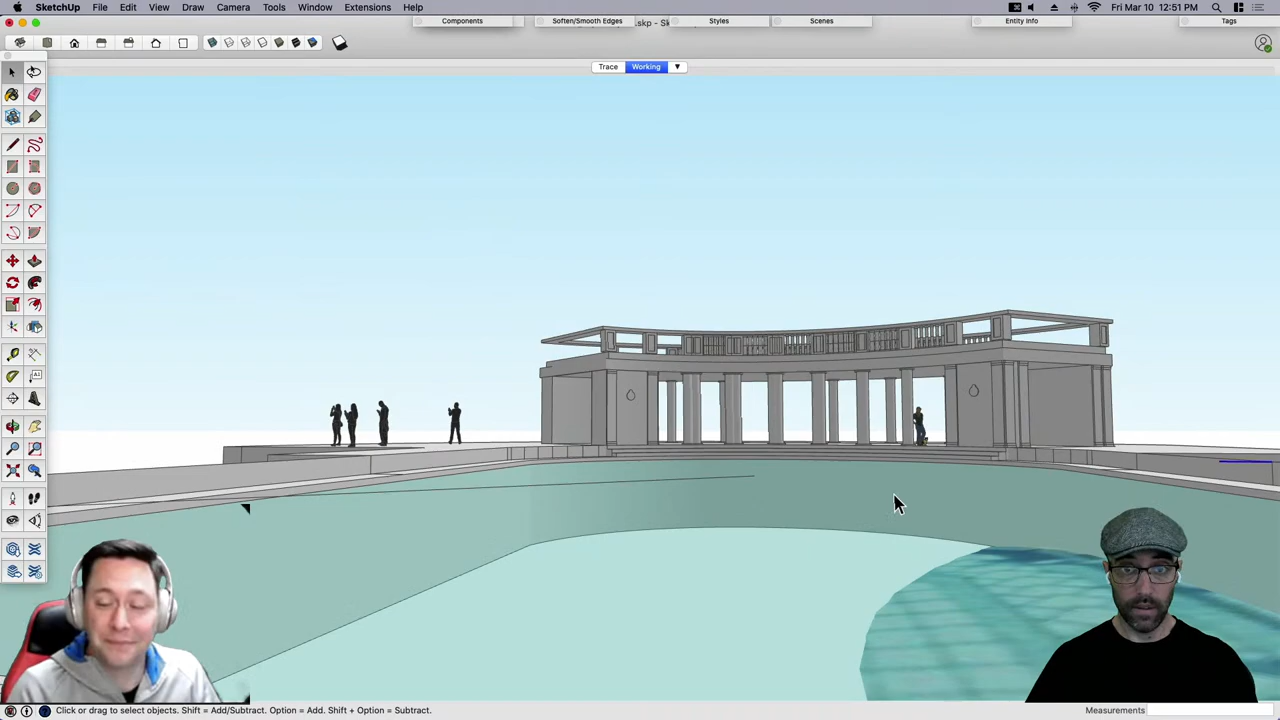 SketchUp File Edit View Draw Camera Tools Window Extensions Help Fri Mar 10 12:51 PM
Components Soften/Smooth Edges .skp - Sk Styles Scenes Entity Info Tags
Trace Working
Click or drag to select objects. Shift = Add/Subtract. Option = Add. Shift + Option = Subtract. Measurements